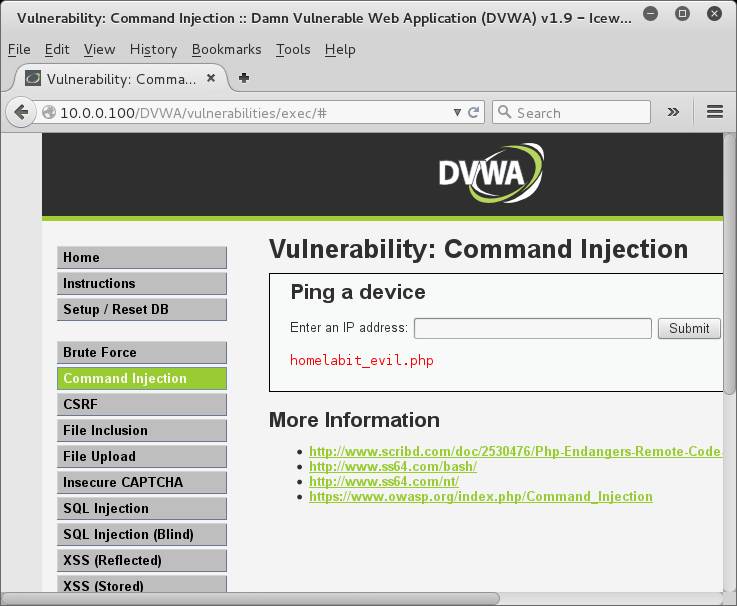 Vulnerability: Command Injection :: Damn Vulnerable Web Application (DVWA) v1.9 – Icew...
File Edit View History Bookmarks Tools Help
Vulnerability: Comma...
10.0.0.100/DVWA/vulnerabilities/exec/#
Search
DVWA
Home
Instructions
Setup / Reset DB
Brute Force
Command Injection
CSRF
File Inclusion
File Upload
Insecure CAPTCHA
SQL Injection
SQL Injection (Blind)
XSS (Reflected)
XSS (Stored)
Vulnerability: Command Injection
Ping a device
Enter an IP address:
Submit
homelabit_evil.php
More Information
http://www.scribd.com/doc/2530476/Php-Endangers-Remote-Code
http://www.ss64.com/bash/
http://www.ss64.com/nt/
https://www.owasp.org/index.php/Command_Injection